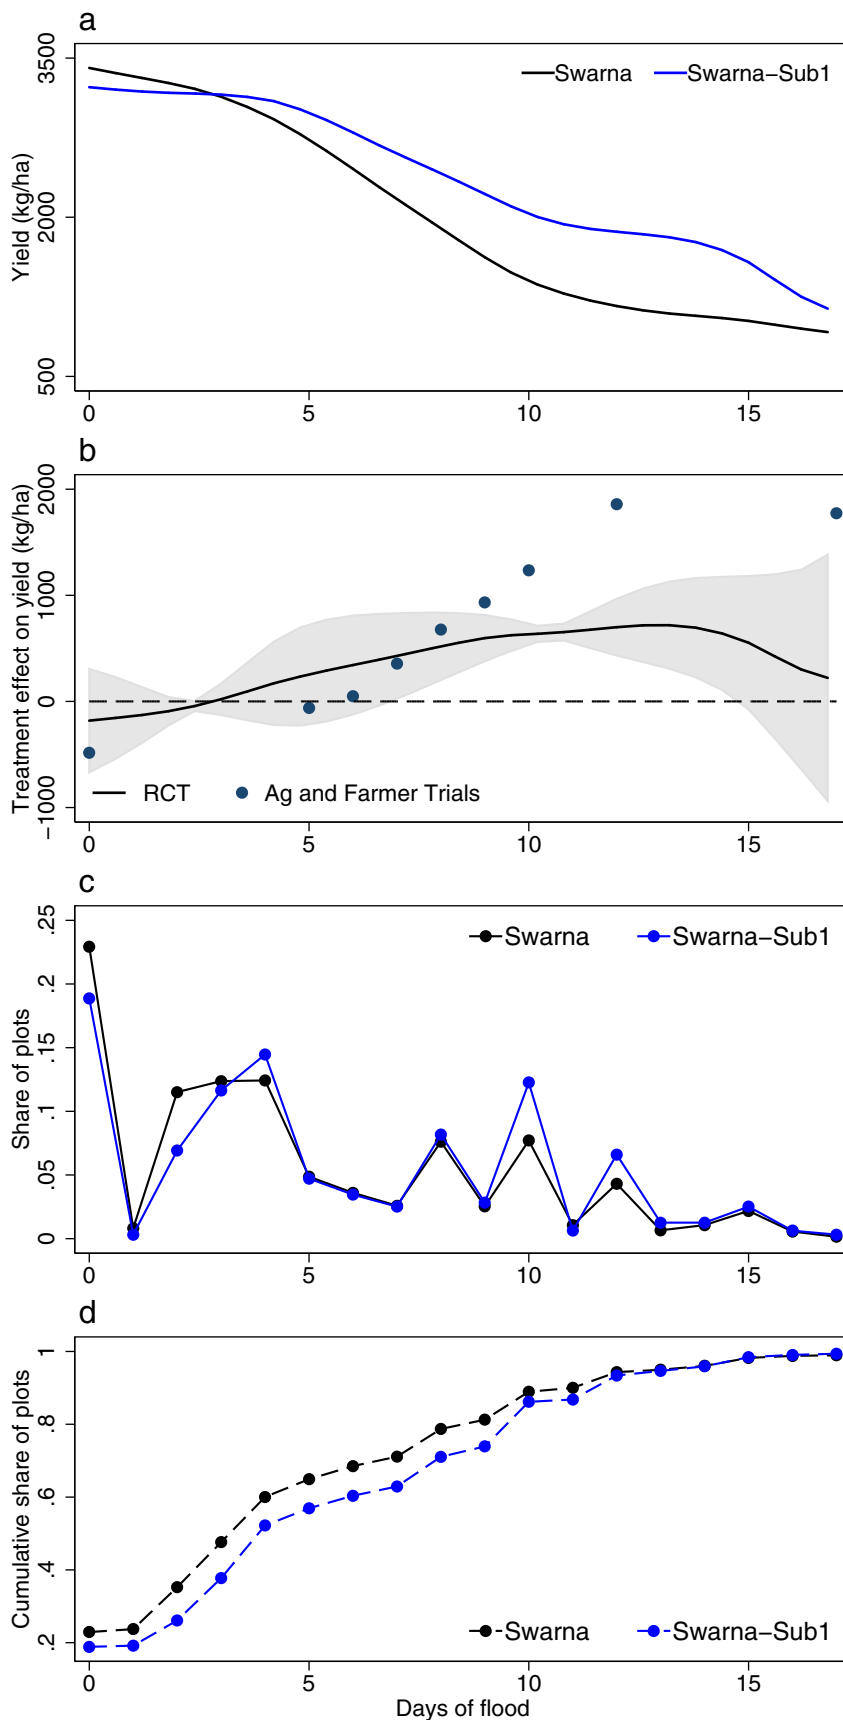 a
Yield (kg/ha)
3500
2000
500
Swarna
Swarna−Sub1
0 5 10 15
b
Treatment effect on yield (kg/ha)
2000
1000
0
−1000
RCT
Ag and Farmer Trials
0 5 10 15
c
Share of plots
.25
.2
.15
.1
.05
0
Swarna
Swarna−Sub1
0 5 10 15
d
Cumulative share of plots
1
.8
.6
.4
.2
Swarna
Swarna−Sub1
0 5 10 15
Days of flood